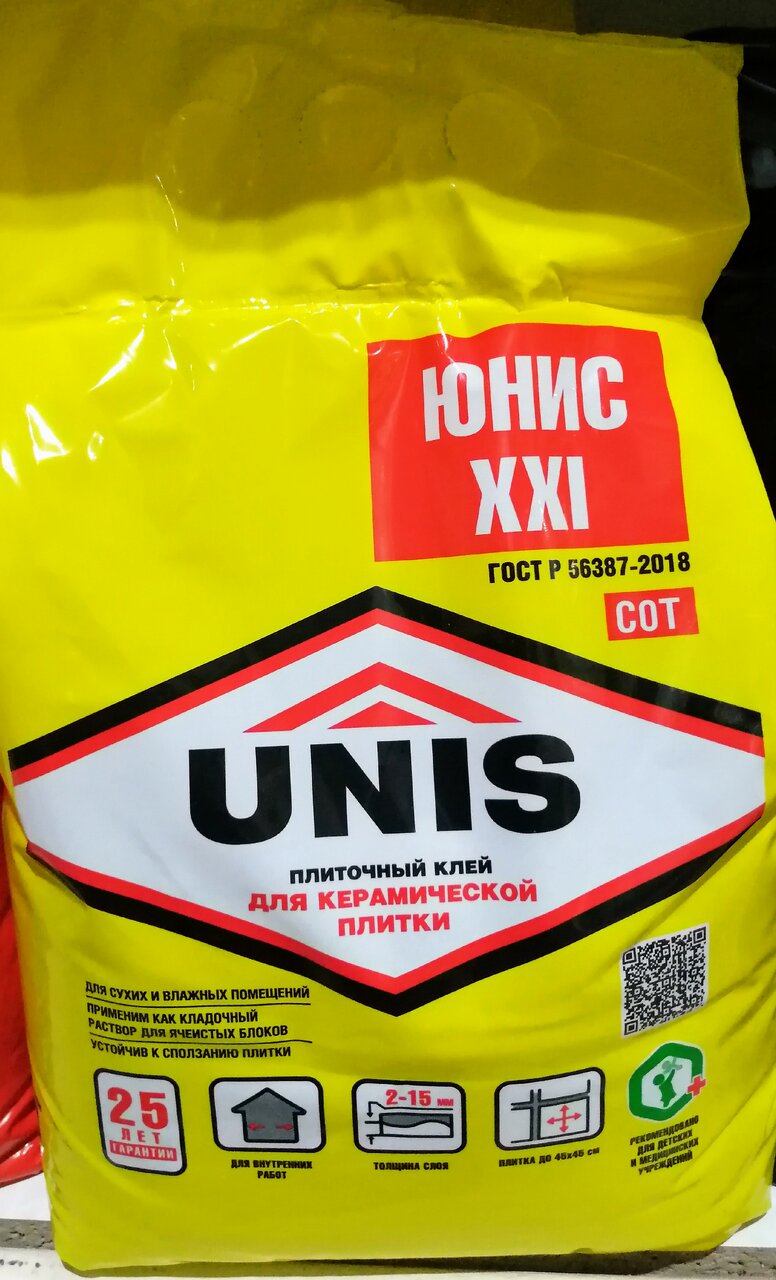 ЮНИС
XXI
ГОСТ Р 56387-2018
СОТ
UNIS
ПЛИТОЧНЫЙ КЛЕЙ
ДЛЯ КЕРАМИЧЕСКОЙ
ПЛИТКИ
ДЛЯ СУХИХ И ВЛАЖНЫХ ПОМЕЩЕНИЙ
ПРИМЕНИМ КАК КЛАДОЧНЫЙ
РАСТВОР ДЛЯ ЯЧЕИСТЫХ БЛОКОВ
УСТОЙЧИВ К СПОЛЗАНИЮ ПЛИТКИ
25
ЛЕТ
ГАРАНТИИ
ДЛЯ ВНУТРЕННИХ
РАБОТ
2-15 мм
ТОЛЩИНА СЛОЯ
ПЛИТКА ДО 45х45 см
РЕКОМЕНДОВАНО
ДЛЯ ДЕТСКИХ
И МЕДИЦИНСКИХ
УЧРЕЖДЕНИЙ